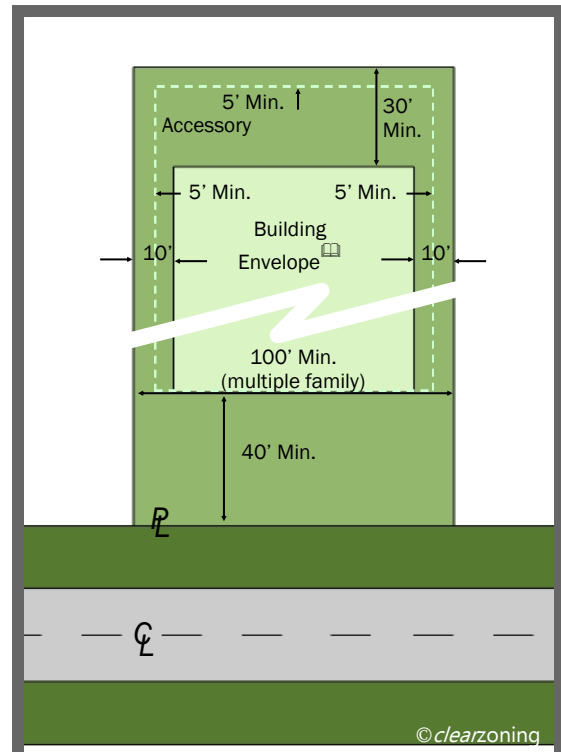 5’ Min.
Accessory
30’
Min.
5’ Min.
5’ Min.
Building
Envelope
10’
10’
100’ Min.
(multiple family)
40’ Min.
PL
CL
©clearzoning